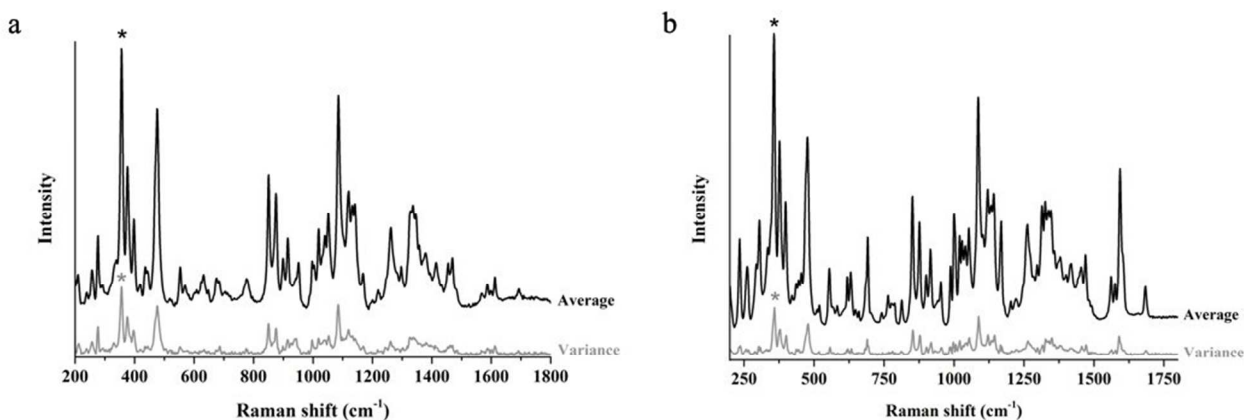 a
*
*
Intensity
Average
Variance
200 400 600 800 1000 1200 1400 1600 1800
Raman shift (cm-1)
b
*
*
Intensity
Average
Variance
250 500 750 1000 1250 1500 1750
Raman shift (cm-1)